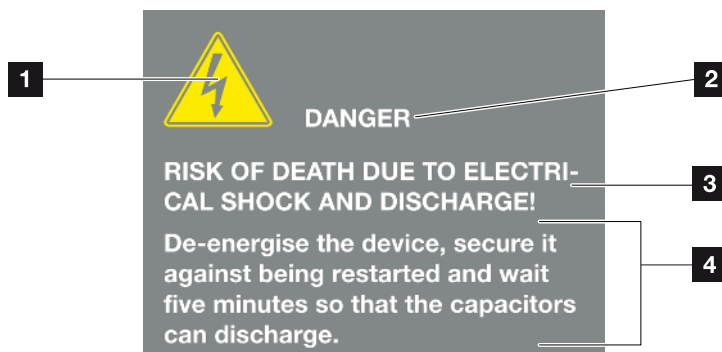 1
2
DANGER
RISK OF DEATH DUE TO ELECTRI-
3
CAL SHOCK AND DISCHARGE!
De-energise the device, secure it
against being restarted and wait
4
five minutes so that the capacitors
can discharge.